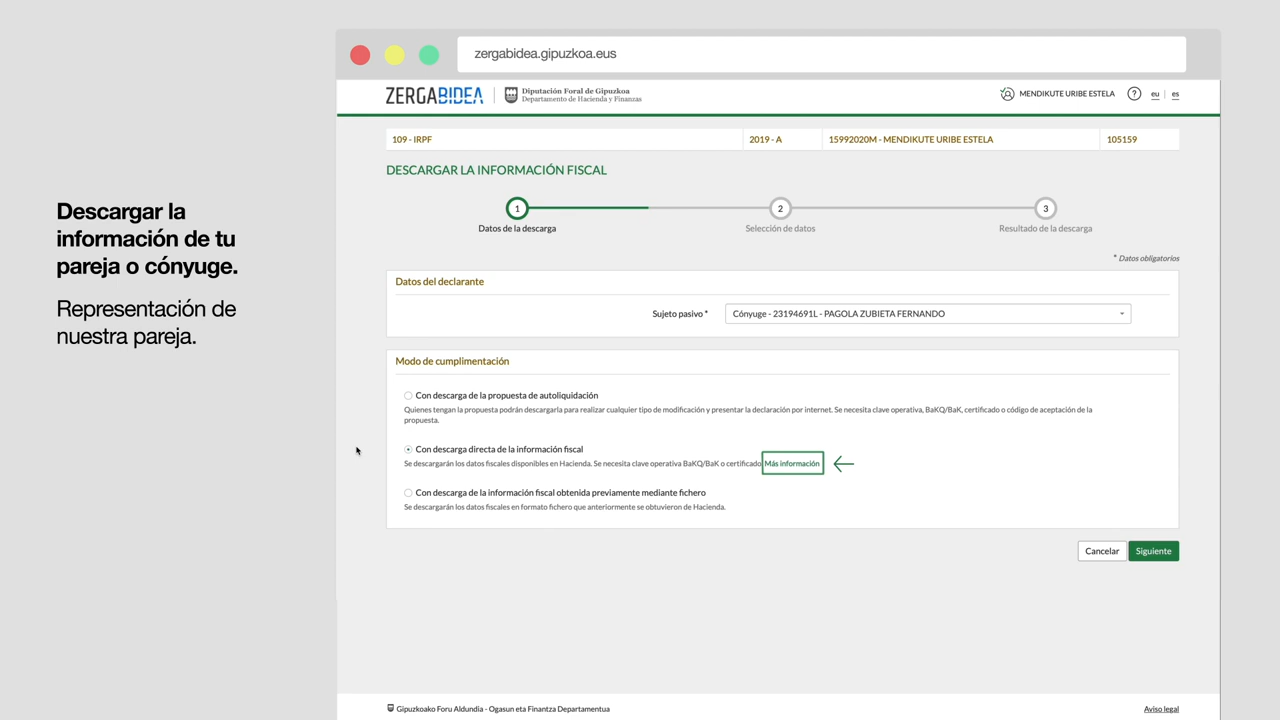 Descargar la
información de tu
pareja o cónyuge.
Representación de
nuestra pareja.
zergabidea.gipuzkoa.eus
ZERGABIDEA
Diputación Foral de Gipuzkoa
Departamento de Hacienda y Finanzas
MENDIKUTE URIBE ESTELA
?
eu | es
109 - IRPF
2019 - A
15992020M - MENDIKUTE URIBE ESTELA
105159
DESCARGAR LA INFORMACIÓN FISCAL
1
2
3
Datos de la descarga
Selección de datos
Resultado de la descarga
* Datos obligatorios
Datos del declarante
Sujeto pasivo *
Cónyuge - 23194691L - PAGOLA ZUBIETA FERNANDO
Modo de cumplimentación
Con descarga de la propuesta de autoliquidación
Quienes tengan la propuesta podrán descargarla para realizar cualquier tipo de modificación y presentar la declaración por internet. Se necesita clave operativa, BaKQ/BaK, certificado o código de aceptación de la
propuesta.
Con descarga directa de la información fiscal
Se descargarán los datos fiscales disponibles en Hacienda. Se necesita clave operativa BaKQ/BaK o certificado Más información
Con descarga de la información fiscal obtenida previamente mediante fichero
Se descargarán los datos fiscales en formato fichero que anteriormente se obtuvieron de Hacienda.
Cancelar
Siguiente
Gipuzkoako Foru Aldundia - Ogasun eta Finantza Departamentua
Aviso legal